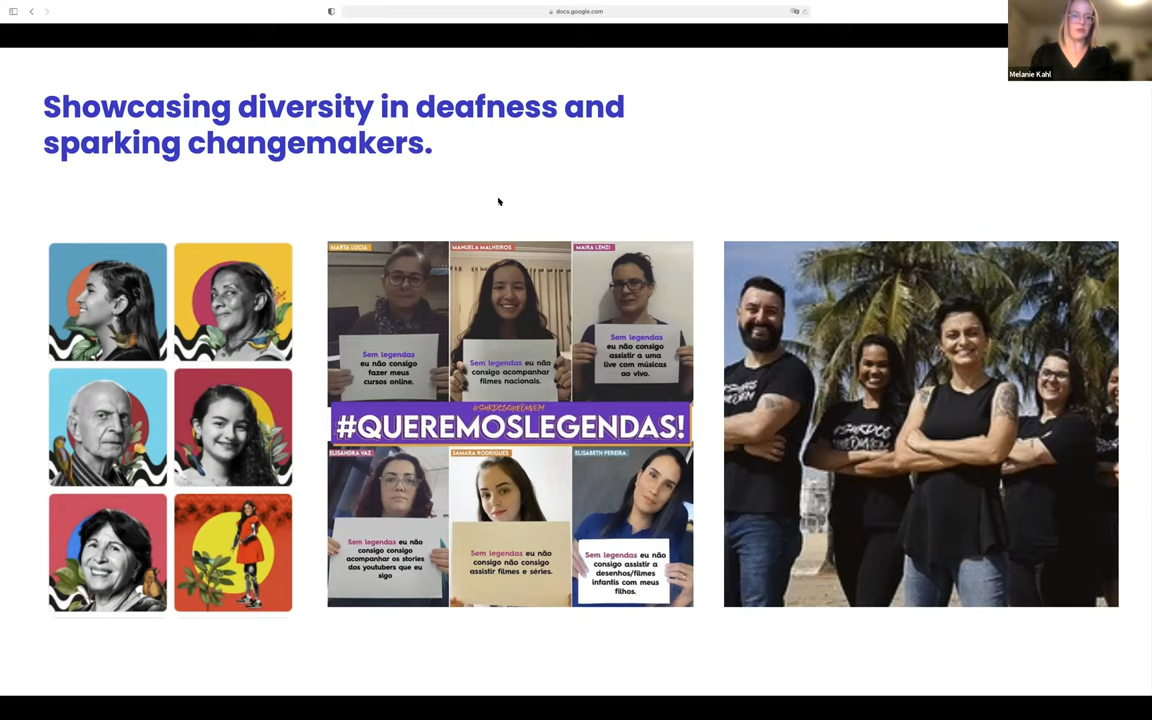 docs.google.com
Melanie Kahl
Showcasing diversity in deafness and
sparking changemakers.
MARTA LUCIA
MANUELA MALHEIROS
MAIRA LENZI
Sem legendas
eu não consigo
fazer meus
cursos online.
Sem legendas eu não
consigo acompanhar
filmes nacionais.
Sem legendas
eu não consigo
assistir a uma
live com músicas
ao vivo.
#SURDOSQUEOUVEM
#QUEREMOSLEGENDAS!
ELISANDRA VAZ
SAMARA RODRIGUES
ELISABETH PEREIRA
Sem legendas eu não
consigo consigo
acompanhar os stories
dos youtubers que eu
sigo
Sem legendas eu não
consigo não consigo
assistir filmes e séries.
Sem legendas eu não
consigo assistir a
desenhos/filmes
infantis com meus
filhos.